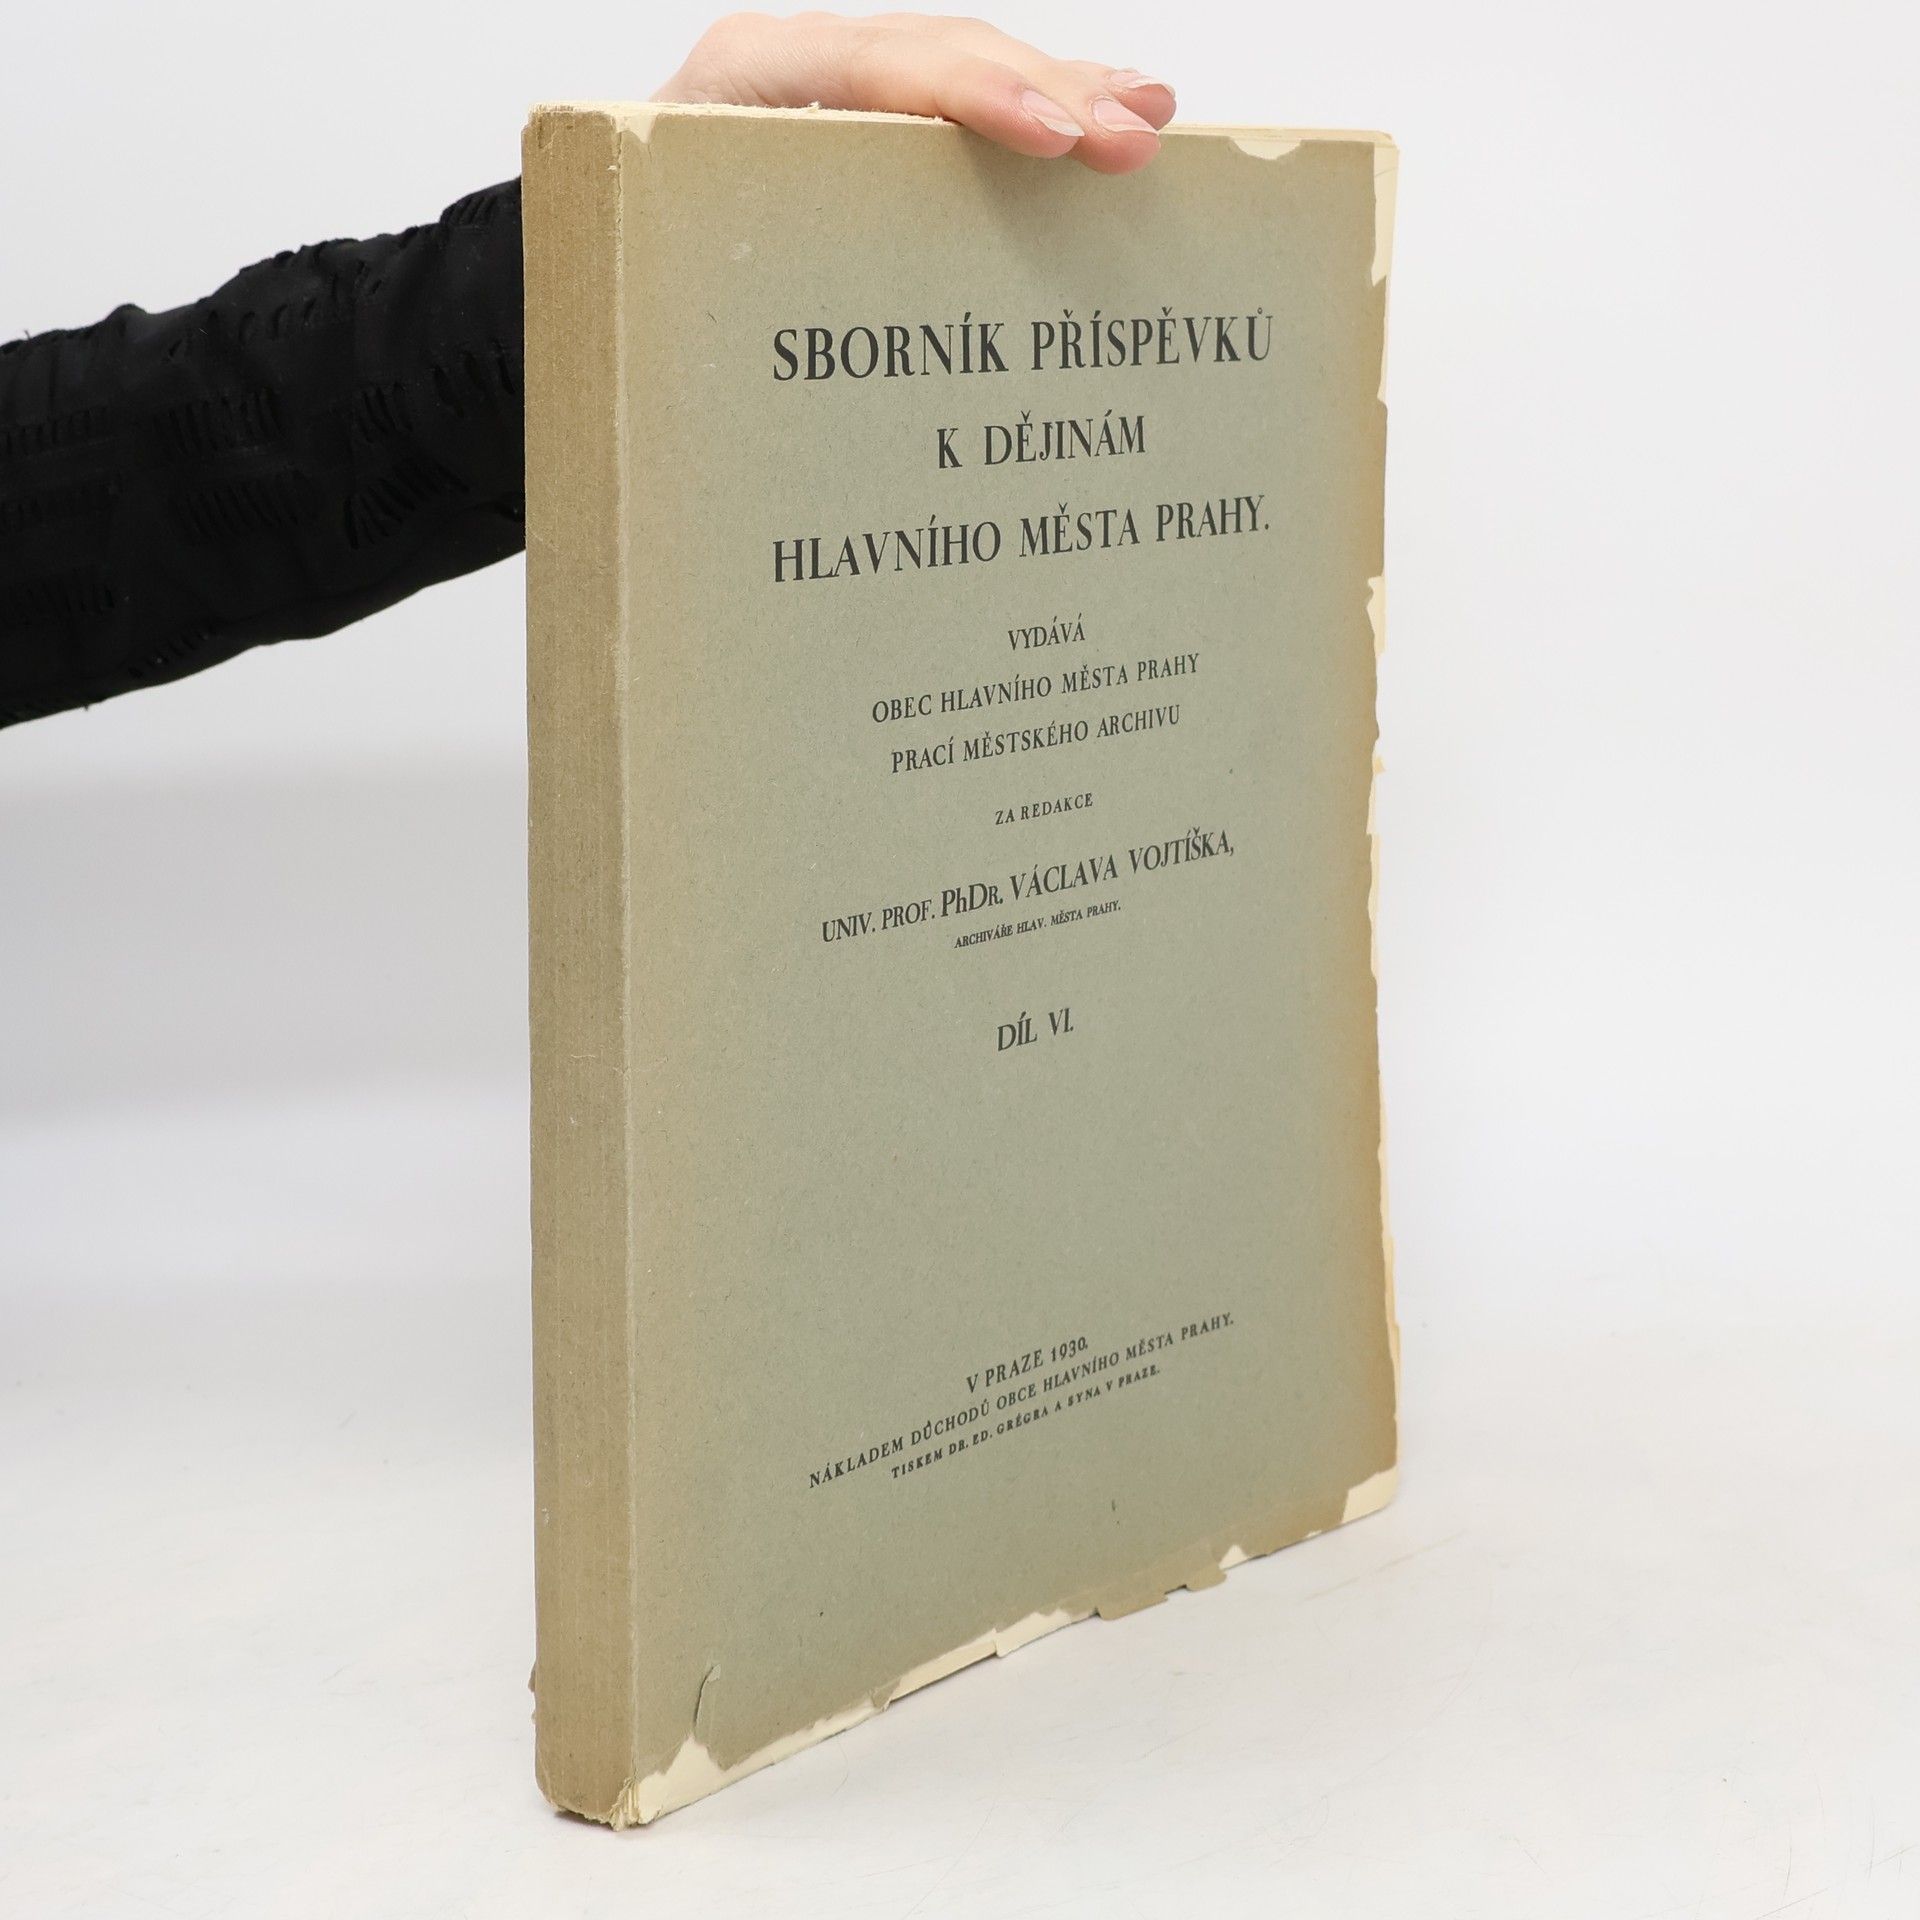 SBORNÍK PŘÍSPĚVKŮ
K DĚJINÁM
HLAVNÍHO MĚSTA PRAHY.
VYDÁVÁ
OBEC HLAVNÍHO MĚSTA PRAHY
PRACÍ MĚSTSKÉHO ARCHIVU
ZA REDAKCE
UNIV. PROF. PhDR. VÁCLAVA VOJTÍŠKA,
ARCHIVÁŘE HLAV. MĚSTA PRAHY.
DÍL VI.
V PRAZE 1930.
NÁKLADEM DŮCHODŮ OBCE HLAVNÍHO MĚSTA PRAHY.
TISKEM DR. ED. GRÉGRA A SYNA V PRAZE.